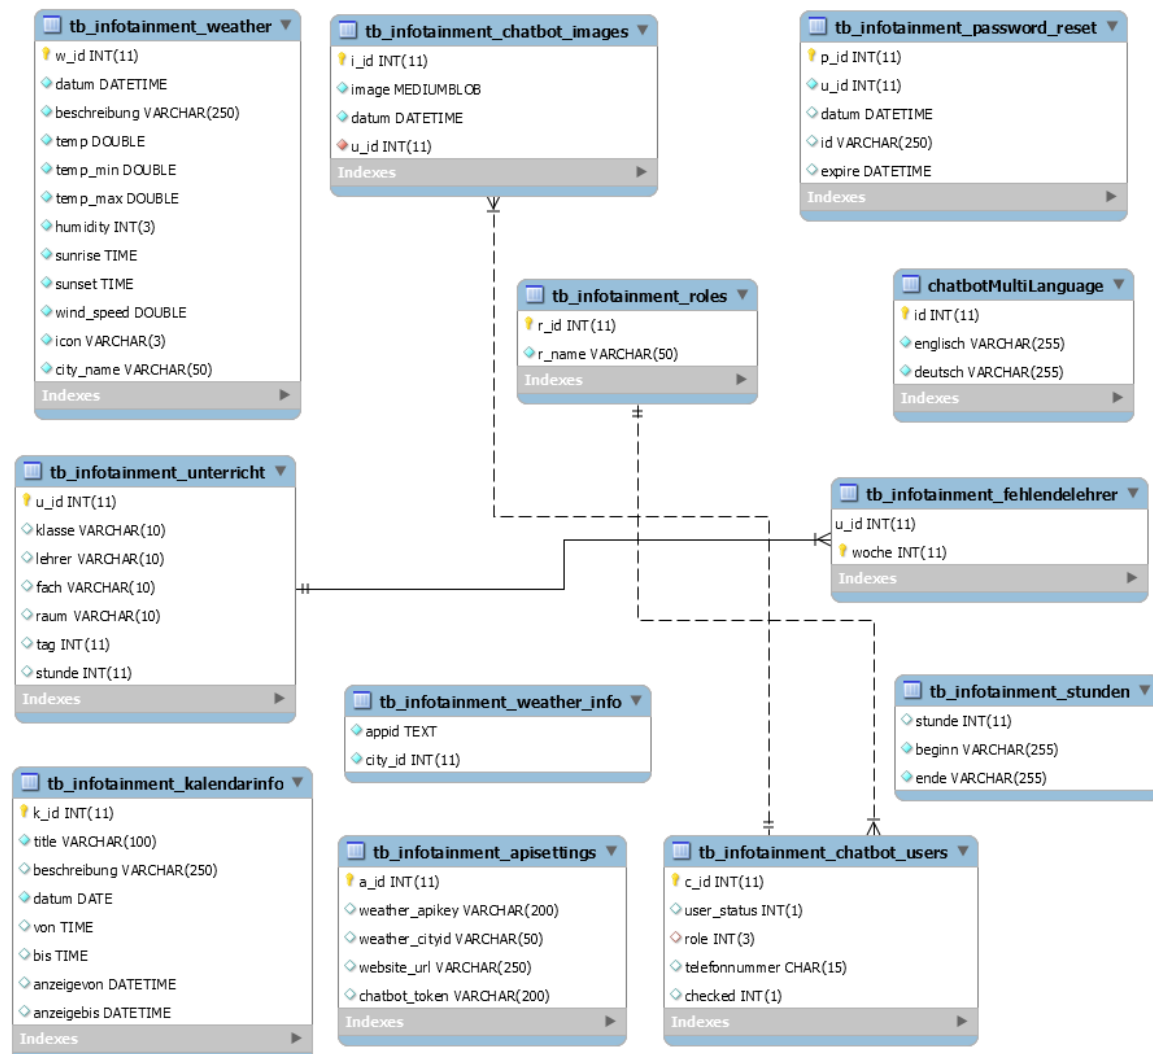 tb_infotainment_weather
w_id INT(11)
datum DATETIME
beschreibung VARCHAR(250)
temp DOUBLE
temp_min DOUBLE
temp_max DOUBLE
humidity INT(3)
sunrise TIME
sunset TIME
wind_speed DOUBLE
icon VARCHAR(3)
city_name VARCHAR(50)
Indexes
tb_infotainment_chatbot_images
i_id INT(11)
image MEDIUMBLOB
datum DATETIME
u_id INT(11)
Indexes
tb_infotainment_password_reset
p_id INT(11)
u_id INT(11)
datum DATETIME
id VARCHAR(250)
expire DATETIME
Indexes
tb_infotainment_roles
r_id INT(11)
r_name VARCHAR(50)
Indexes
chatbotMultiLanguage
id INT(11)
englisch VARCHAR(255)
deutsch VARCHAR(255)
Indexes
tb_infotainment_unterricht
u_id INT(11)
klasse VARCHAR(10)
lehrer VARCHAR(10)
fach VARCHAR(10)
raum VARCHAR(10)
tag INT(11)
stunde INT(11)
Indexes
tb_infotainment_fehlendelehrer
u_id INT(11)
woche INT(11)
Indexes
tb_infotainment_weather_info
appid TEXT
city_id INT(11)
tb_infotainment_stunden
stunde INT(11)
beginn VARCHAR(255)
ende VARCHAR(255)
tb_infotainment_kalendarinfo
k_id INT(11)
title VARCHAR(100)
beschreibung VARCHAR(250)
datum DATE
von TIME
bis TIME
anzeigevon DATETIME
anzeigebis DATETIME
Indexes
tb_infotainment_apisettings
a_id INT(11)
weather_apikey VARCHAR(200)
weather_cityid VARCHAR(50)
website_url VARCHAR(250)
chatbot_token VARCHAR(200)
Indexes
tb_infotainment_chatbot_users
c_id INT(11)
user_status INT(1)
role INT(3)
telefonnummer CHAR(15)
checked INT(1)
Indexes